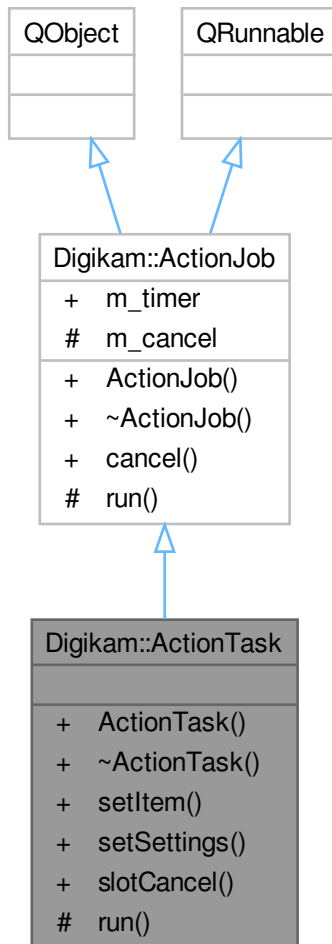 QObject
QRunnable
Digikam::ActionJob
+ m_timer
# m_cancel
+ ActionJob()
+ ~ActionJob()
+ cancel()
# run()
Digikam::ActionTask
+ ActionTask()
+ ~ActionTask()
+ setItem()
+ setSettings()
+ slotCancel()
# run()